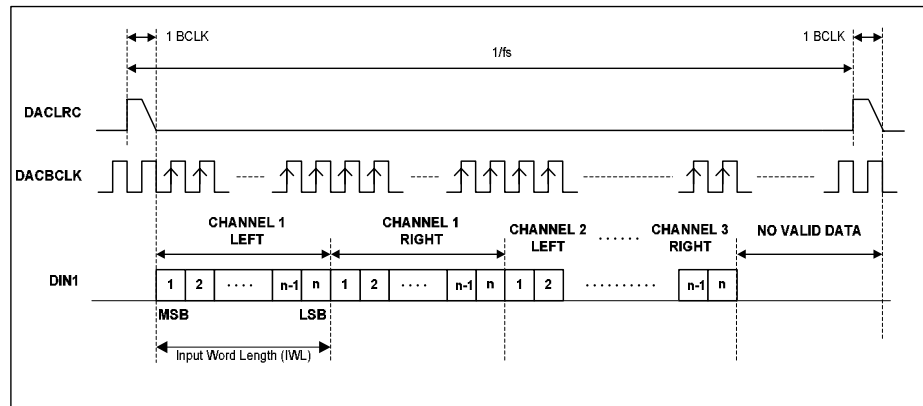 1 BCLK
1 BCLK
1/fs
DACLRC
DACBCLK
CHANNEL 1
LEFT
CHANNEL 1
RIGHT
CHANNEL 2
LEFT
CHANNEL 3
RIGHT
NO VALID DATA
DIN1
1 2 n-1 n 1 2 n-1 n 1 2 n-1 n
MSB LSB
Input Word Length (IWL)